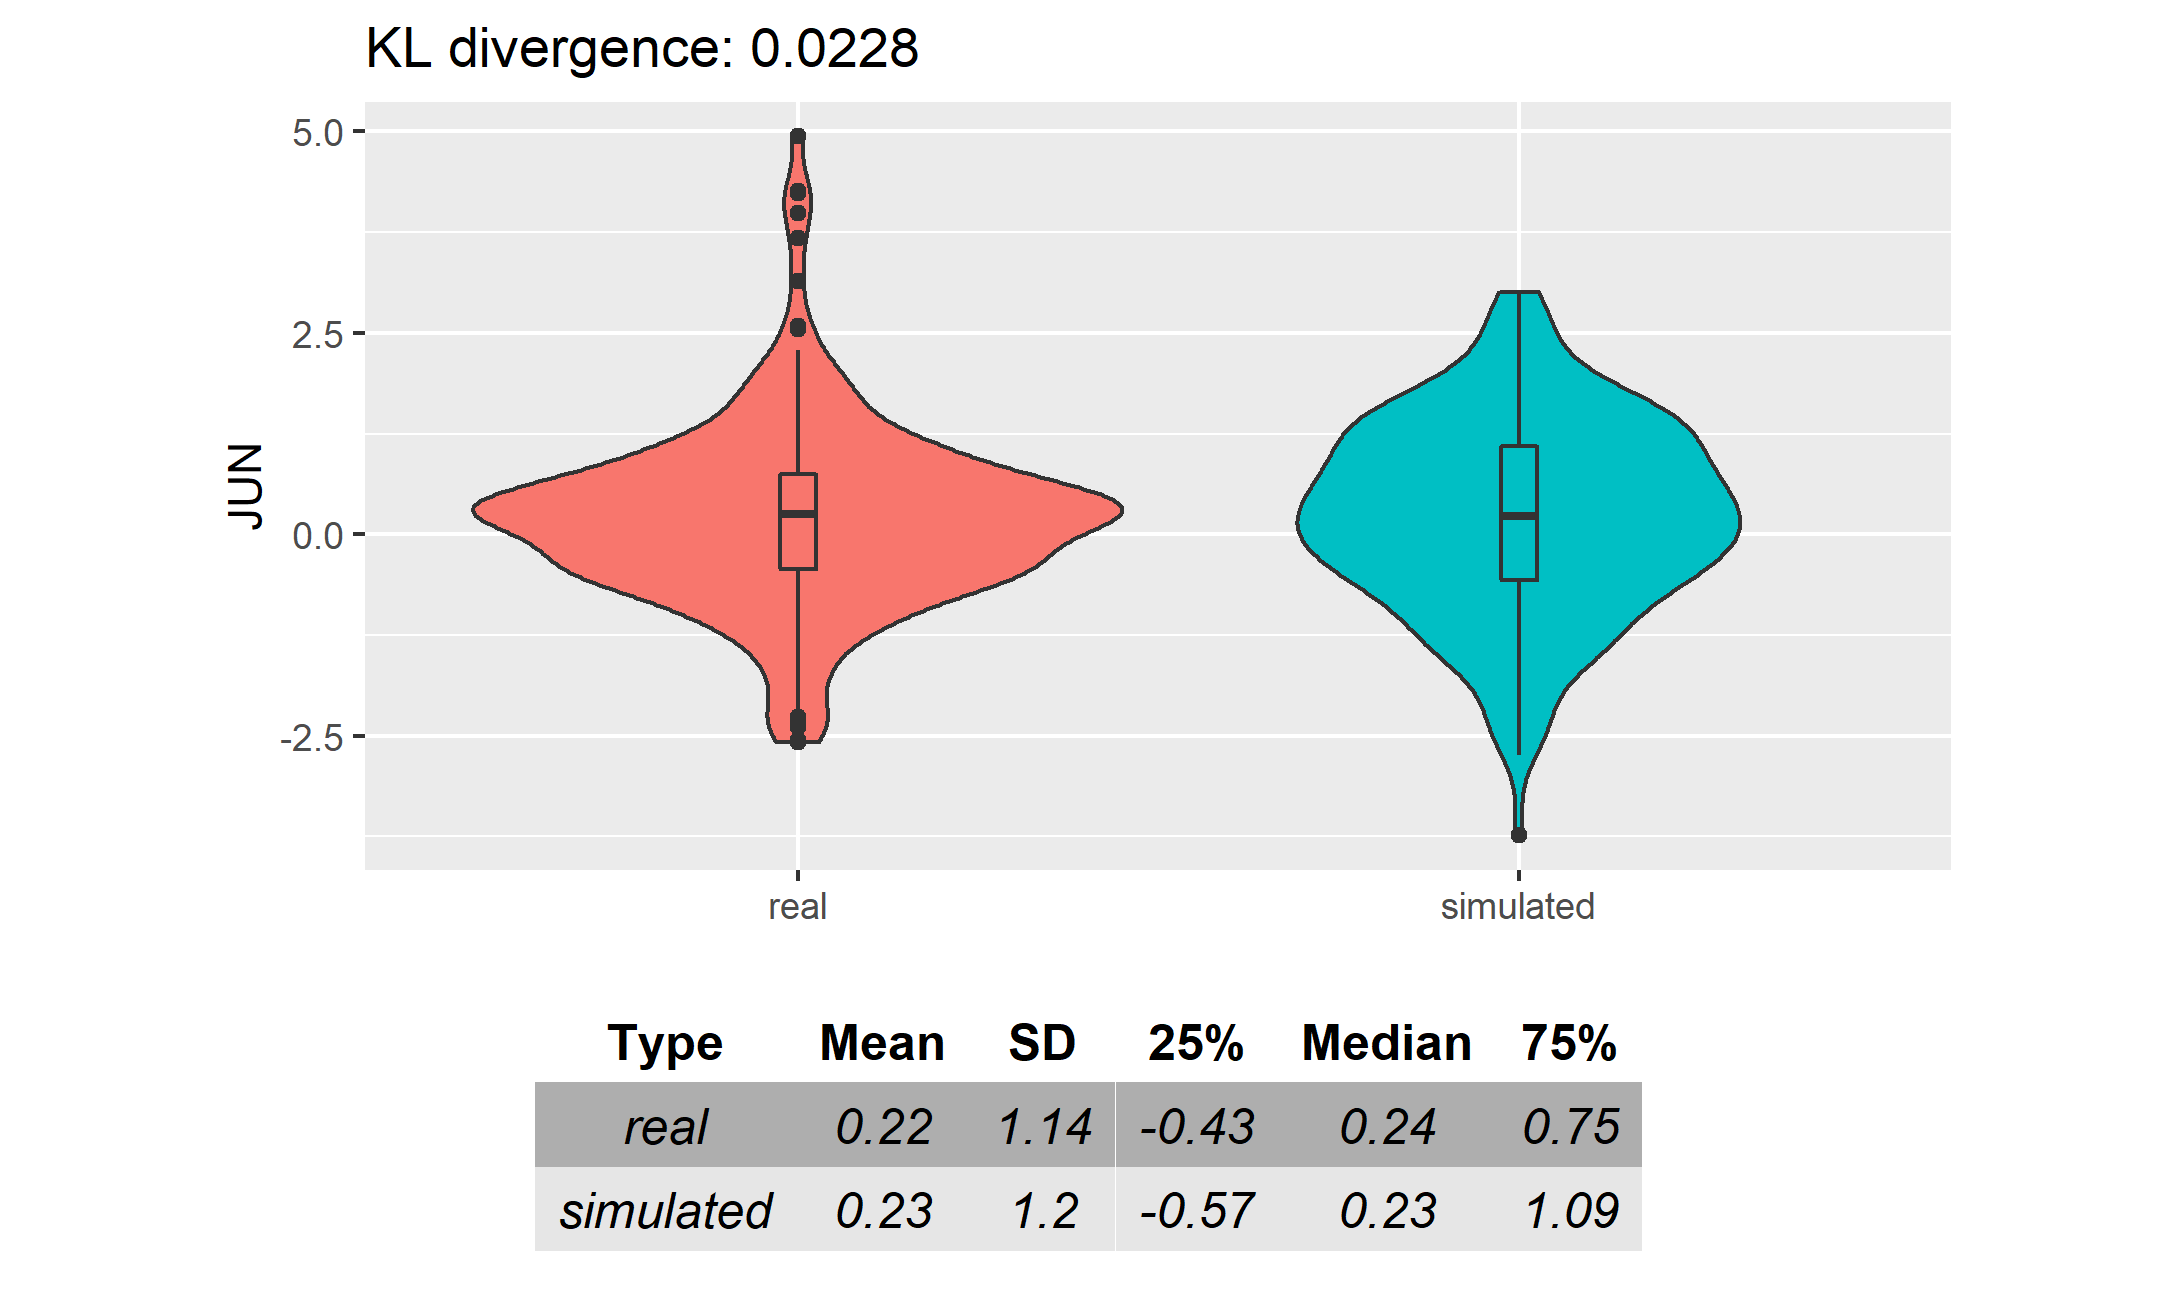 KL divergence: 0.0228
5.0
2.5
0.0
-2.5
JUN
real simulated
Type Mean SD 25% Median 75%
real 0.22 1.14 -0.43 0.24 0.75
simulated 0.23 1.2 -0.57 0.23 1.09